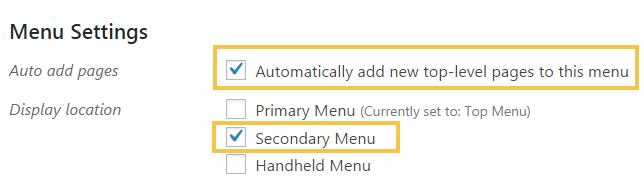 Menu Settings
Auto add pages Automatically add new top-level pages to this menu
Display location Primary Menu (Currently set to: Top Menu)
Secondary Menu
Handheld Menu